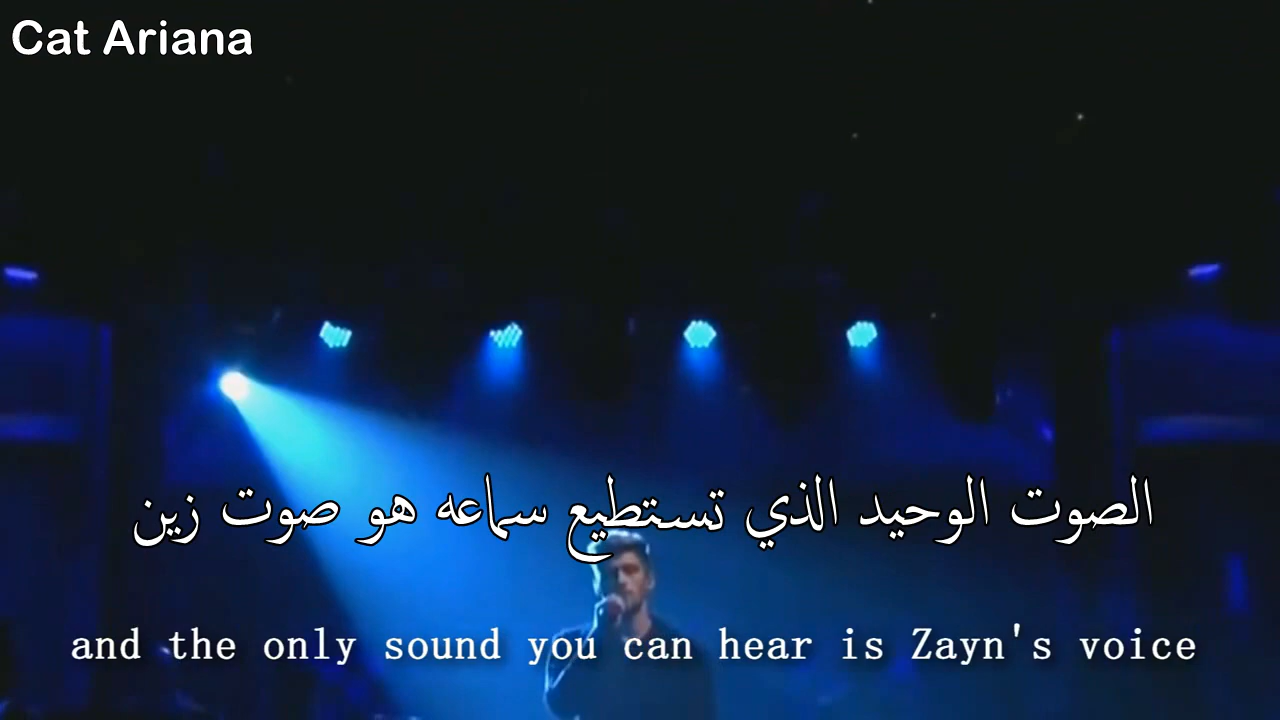 Cat Ariana
الصوت الوحيد الذي تستطيع سماعه هو صوت زين
and the only sound you can hear is Zayn's voice